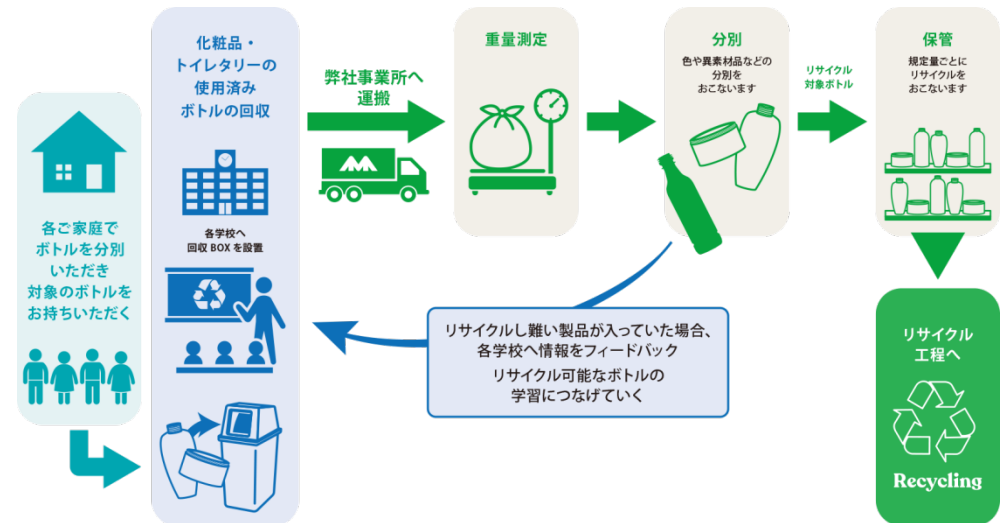 各ご家庭で
ボトルを分別
いただき
対象のボトルを
お持ちいただく
化粧品・
トイレタリーの
使用済み
ボトルの回収
各学校へ
回収 BOX を設置
弊社事業所へ
運搬
重量測定
分別
色や異素材品などの
分別を
おこないます
リサイクル
対象ボトル
保管
規定量ごとに
リサイクルを
おこないます
リサイクルし難い製品が入っていた場合、
各学校へ情報をフィードバック
リサイクル可能なボトルの
学習につなげていく
リサイクル
工程へ
Recycling